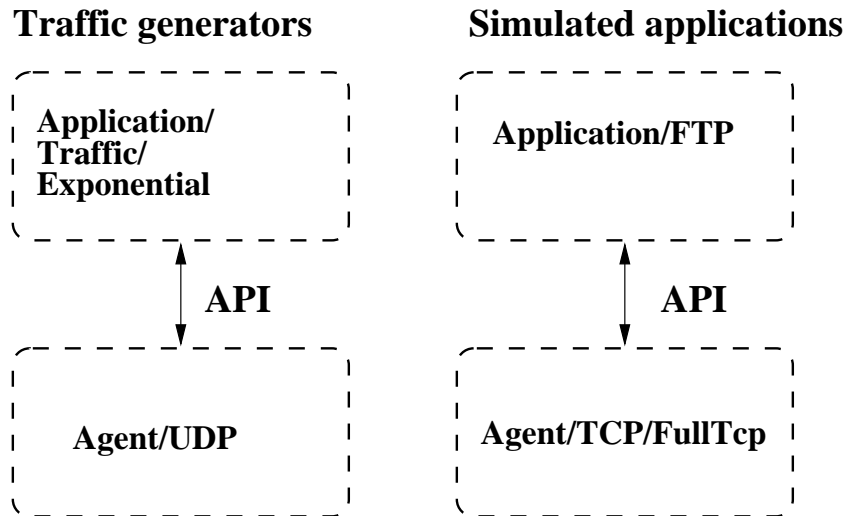 Traffic generators
Simulated applications
Application/
Traffic/
Exponential
Application/FTP
API
API
Agent/UDP
Agent/TCP/FullTcp